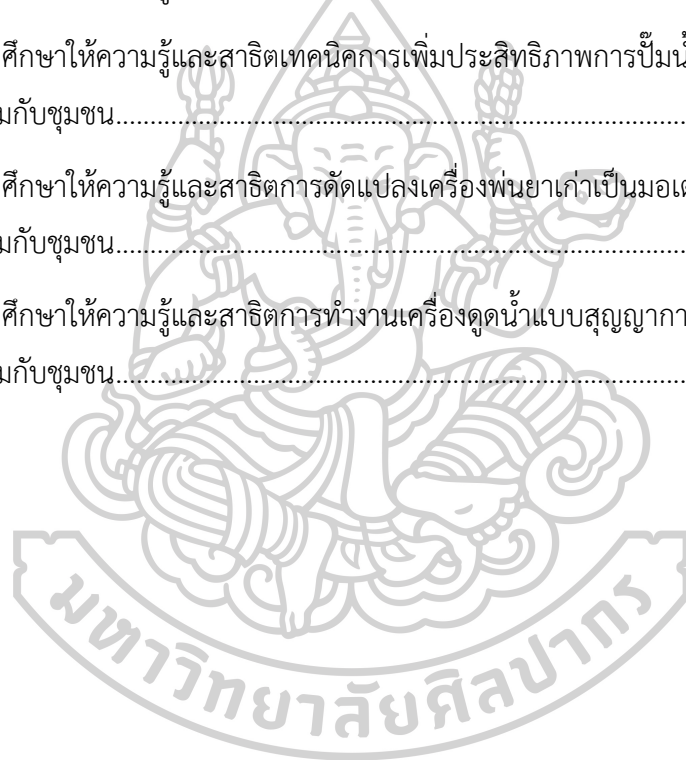 ศึกษาให้ความรู้และสาธิตเทคนิคการเพิ่มประสิทธิภาพการปั๊มน้
มกับชุมชน
ศึกษาให้ความรู้และสาธิตการดัดแปลงเครื่องพ่นยาเก่าเป็นมอเต
มกับชุมชน
ศึกษาให้ความรู้และสาธิตการทำงานเครื่องดูดน้ำแบบสุญญากา
มกับชุมชน
มหาวิทยาลัยศิลปากร